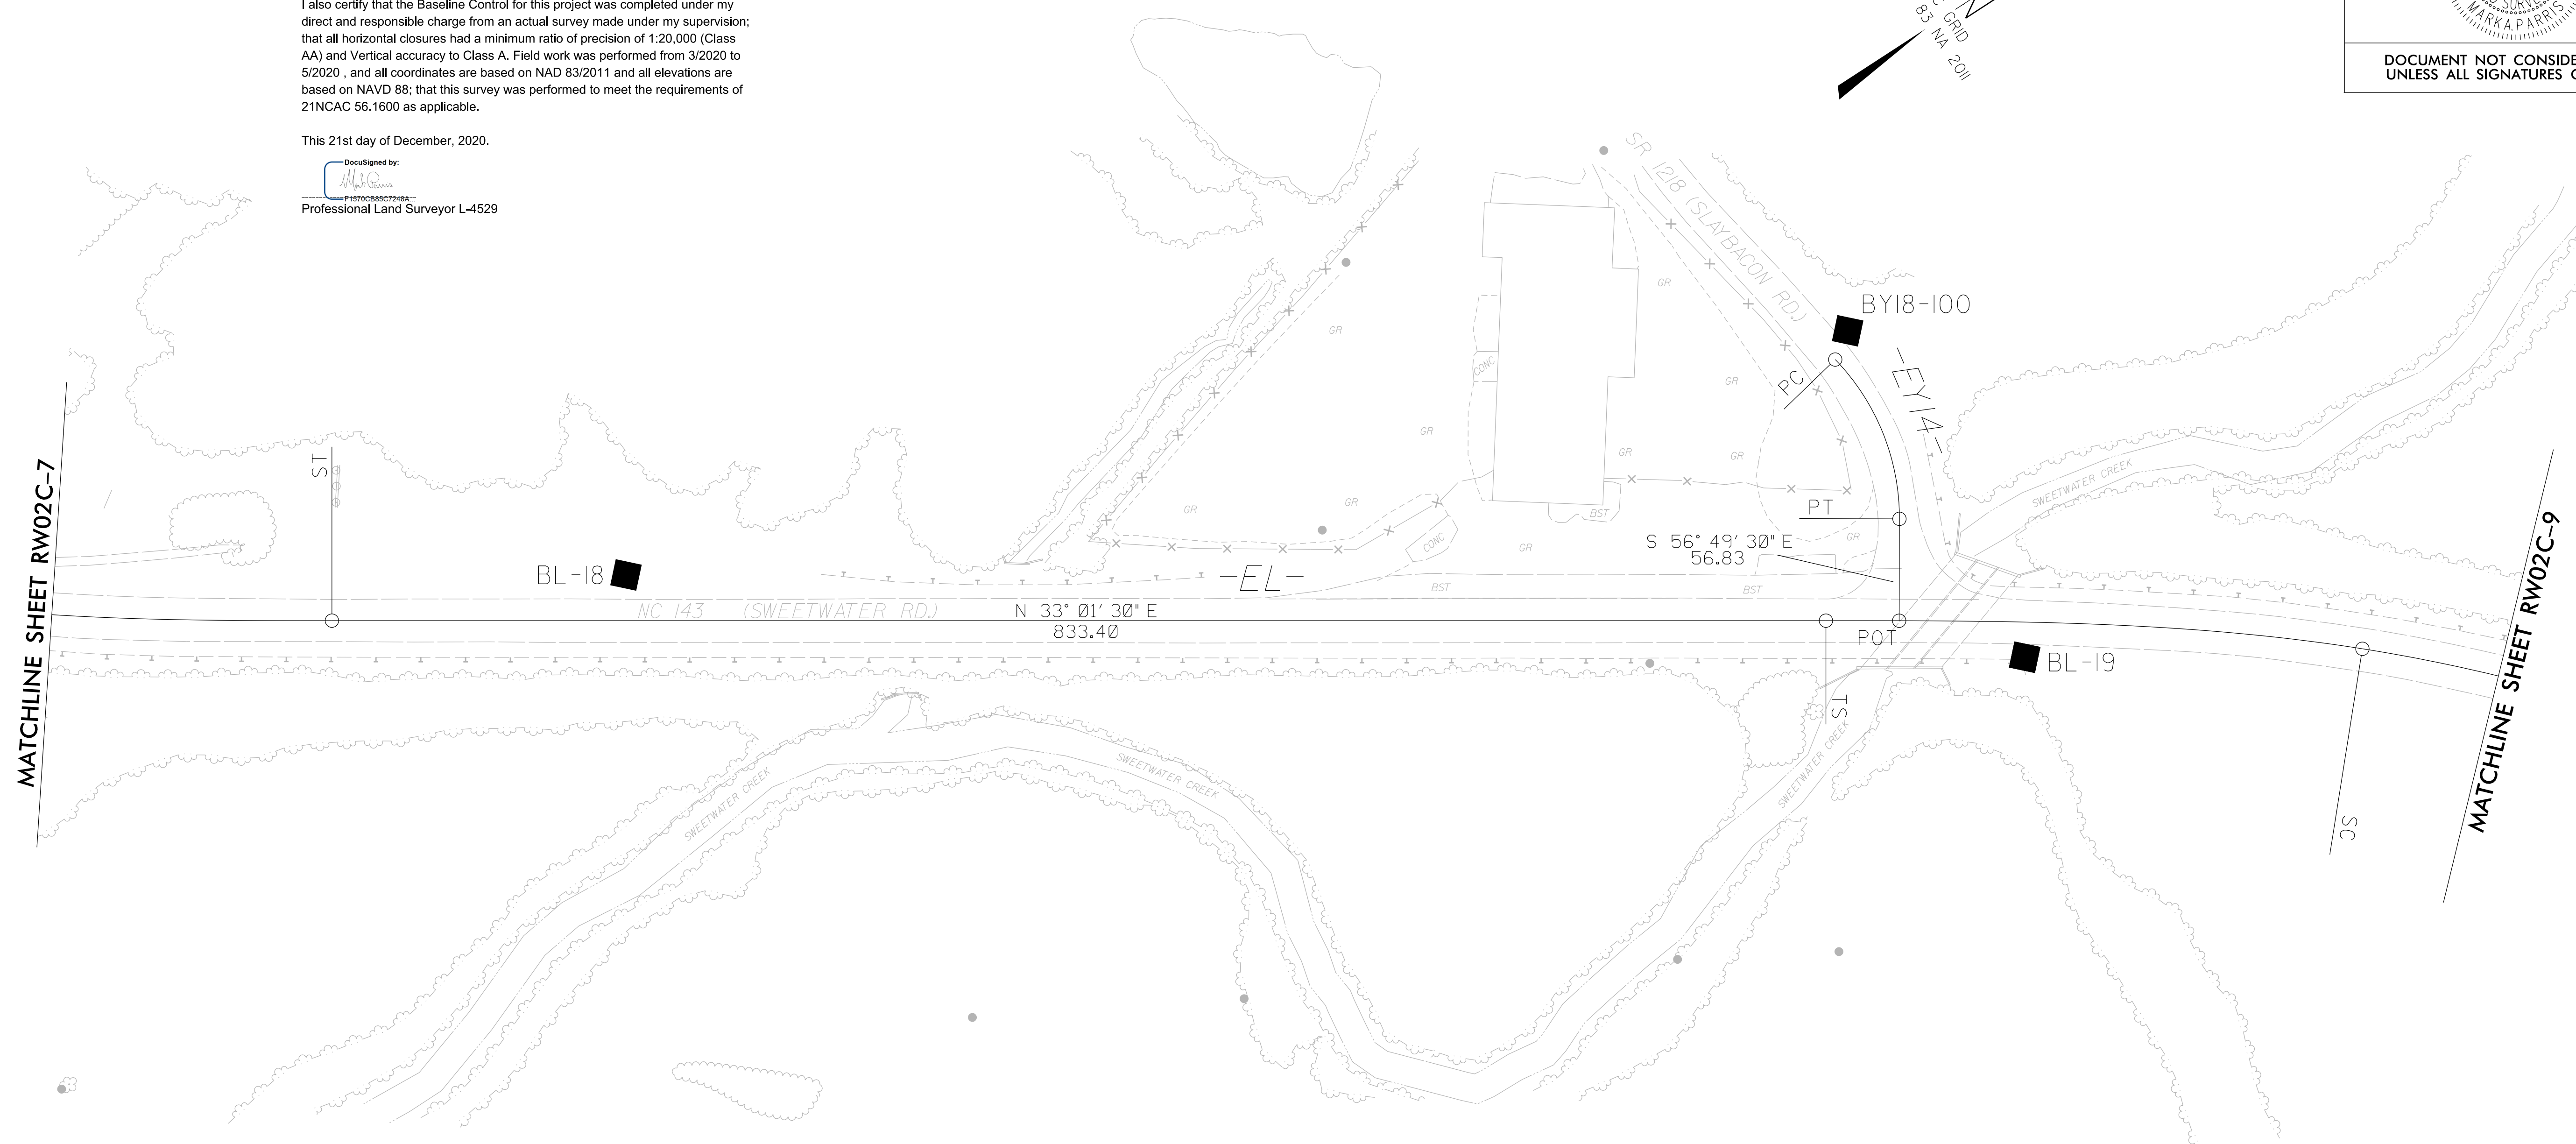 I also certify that the Baseline Control for this project was completed under my
direct and responsible charge from an actual survey made under my supervision;
that all horizontal closures had a minimum ratio of precision of 1:20,000 (Class
AA) and Vertical accuracy to Class A. Field work was performed from 3/2020 to
5/2020 , and all coordinates are based on NAD 83/2011 and all elevations are
based on NAVD 88; that this survey was performed to meet the requirements of
21NCAC 56.1600 as applicable.
This 21st day of December, 2020.
DocuSigned by:
F1570CB85C7248A...
Professional Land Surveyor L-4529
GRID
83 NA 2011
SURV
MARK A. PARRIS
DOCUMENT NOT CONSIDE
UNLESS ALL SIGNATURES C
SR 1218 (SLAYBACON RD.)
BY18-100
-EY14-
PC
PT
GR
GR
GR
GR
GR
GR
GR
GR
GR
GR
CONC
CONC
BST
BST
BST
S 56° 49' 30" E
56.83
SWEETWATER CREEK
MATCHLINE SHEET RW02C-7
ST
BL-18
-EL-
NC 143 (SWEETWATER RD.)
N 33° 01' 30" E
833.40
POT
TS
BL-19
SC
MATCHLINE SHEET RW02C-9
SWEETWATER CREEK
SWEETWATER CREEK
SWEETWATER CREEK